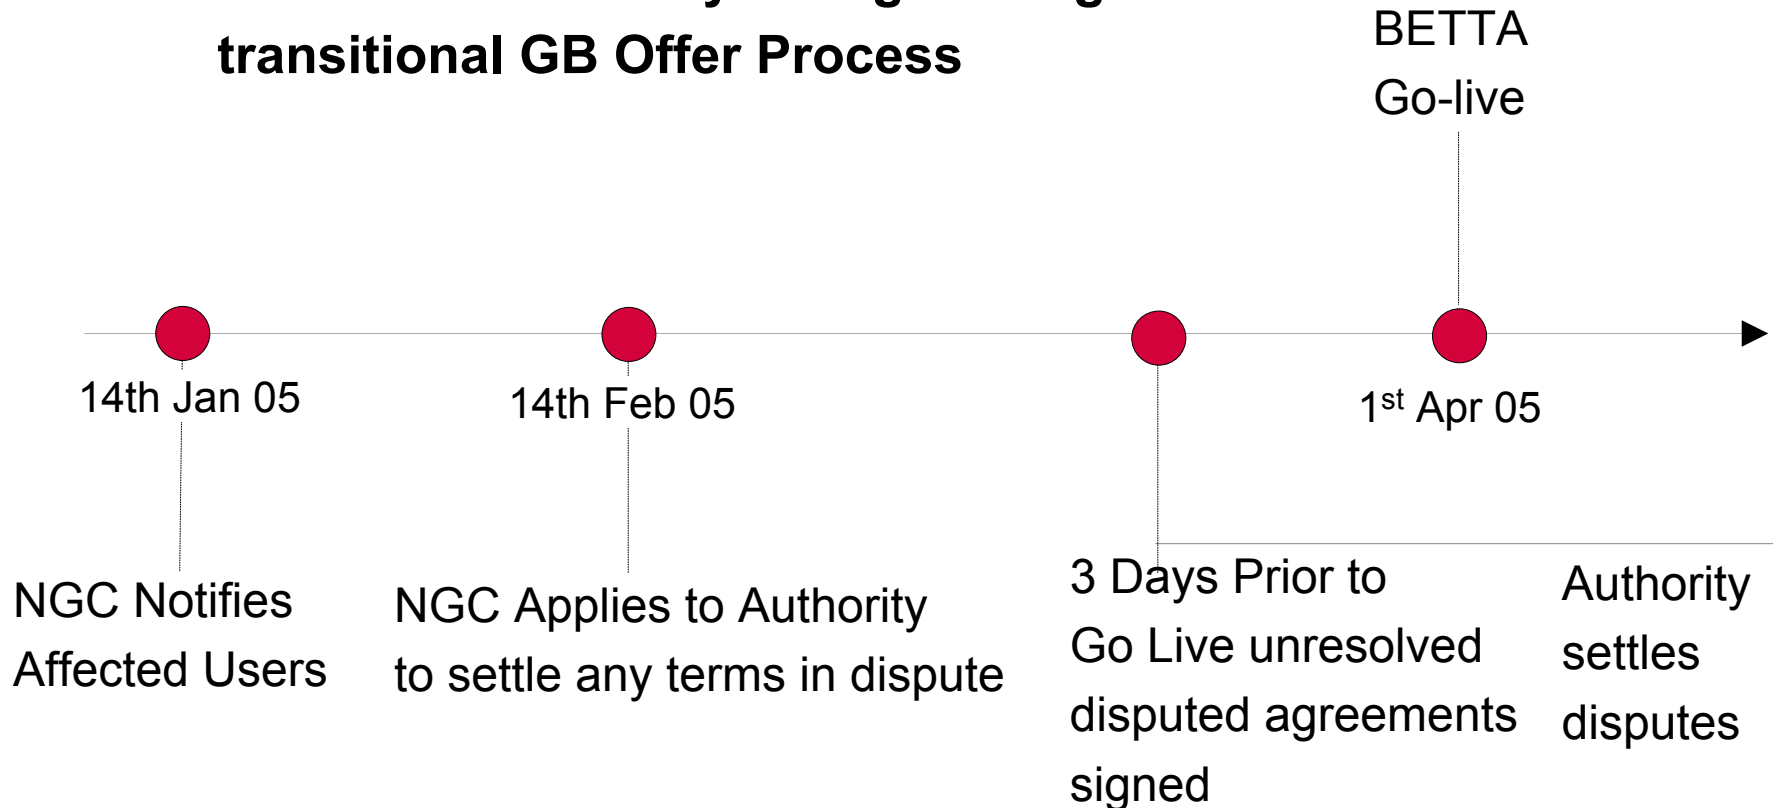 transitional GB Offer Process
BETTA
Go-live
14th Jan 05
14th Feb 05
1st Apr 05
NGC Notifies
Affected Users
NGC Applies to Authority
to settle any terms in dispute
3 Days Prior to
Go Live unresolved
disputed agreements
signed
Authority
settles
disputes